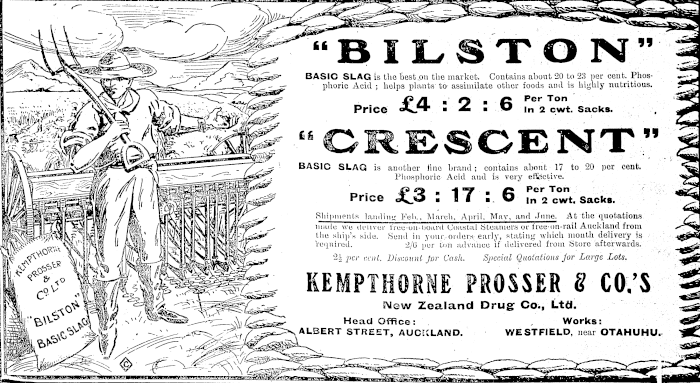 "BILSTON"
BASIC SLAG is the best on the market. Contains about 20 to 23 per cent. Phos-
phoric Acid; helps plants to assimilate other foods and is highly nutritious.
Price £4 : 2 : 6 Per Ton In 2 cwt. Sacks.
"CRESCENT"
BASIC SLAG is another fine brand; contains about 17 to 20 per cent.
Phosphoric Acid and is very effective.
Price £3 : 17 : 6 Per Ton In 2 cwt. Sacks.
Shipments landing Feb., March, April, May, and June. At the quotations
made we deliver free-on-board Coastal Steamers or free-on-rail Auckland from
the ship's side. Send in your orders early, stating which month delivery is
required. 2/6 per ton advance if delivered from Store afterwards.
2½ per cent. Discount for Cash. Special Quotations for Large Lots.
KEMPTHORNE PROSSER & CO.'S
New Zealand Drug Co., Ltd.
Head Office:
ALBERT STREET, AUCKLAND.
Works:
WESTFIELD, near OTAHUHU.
KEMPTHORNE
PROSSER
&
CO LTD
"BILSTON"
BASIC SLAG